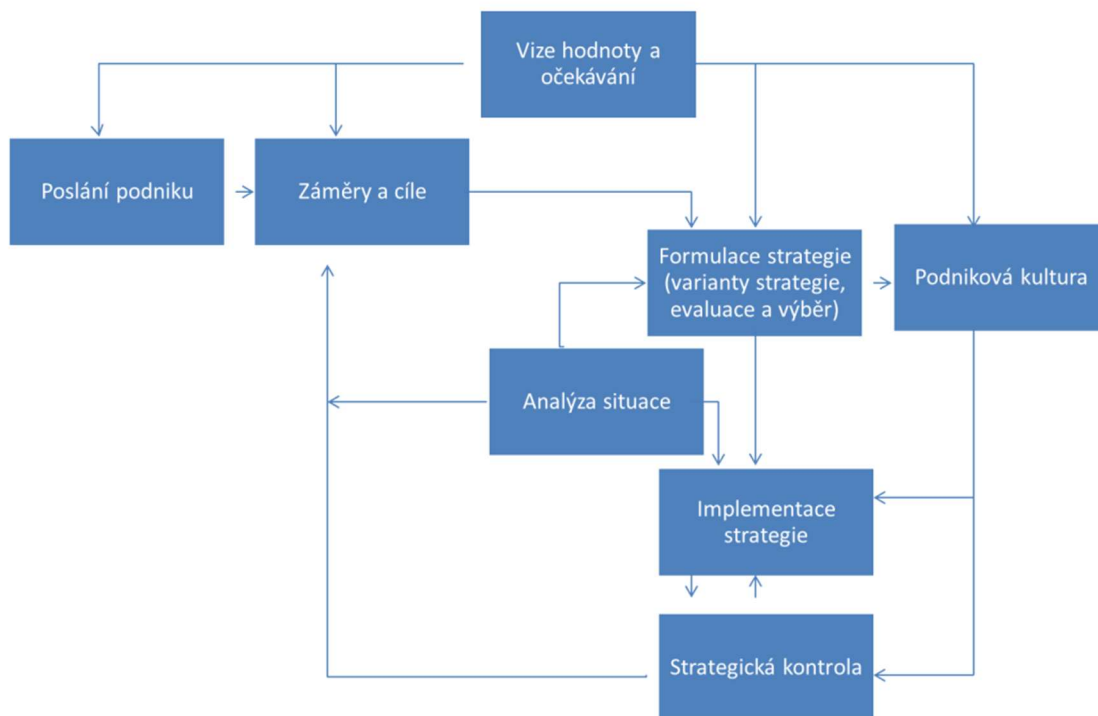 Vize hodnoty a
očekávání
Poslání podniku
Záměry a cíle
Formulace strategie
(varianty strategie,
evaluace a výběr)
Podniková kultura
Analýza situace
Implementace
strategie
Strategická kontrola